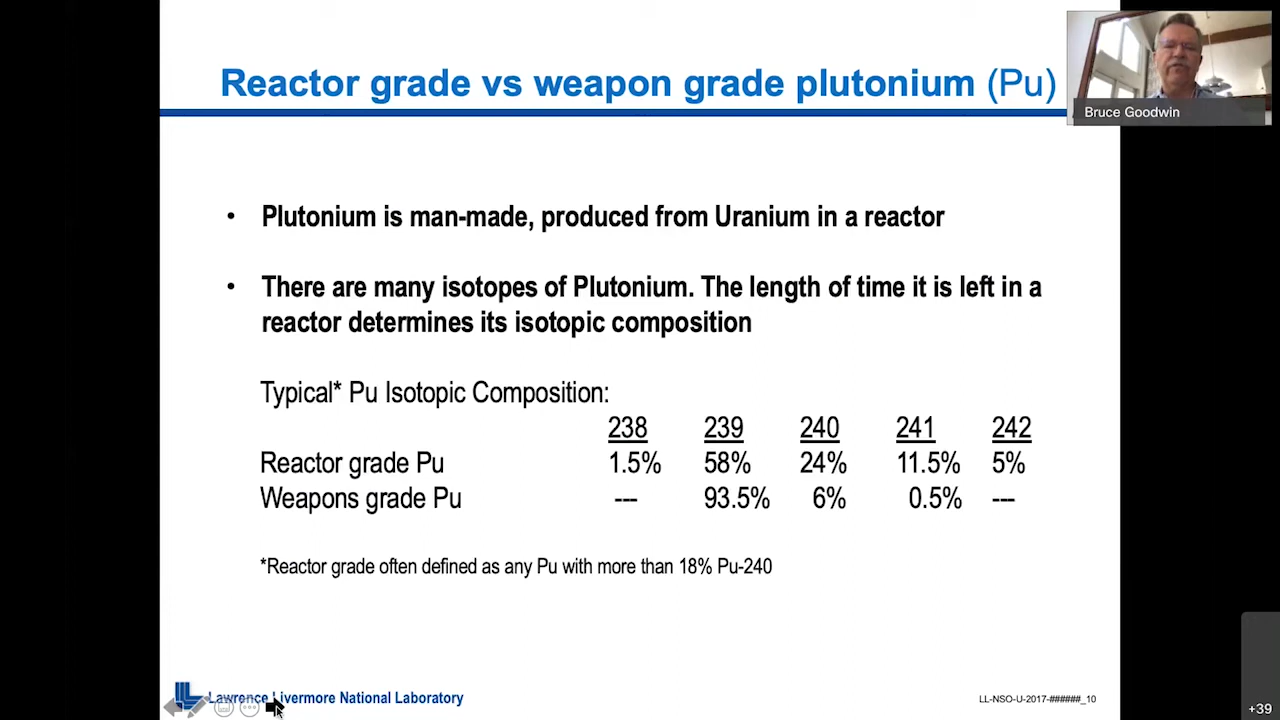 Reactor grade vs weapon grade plutonium (Pu)
Bruce Goodwin
• Plutonium is man-made, produced from Uranium in a reactor
• There are many isotopes of Plutonium. The length of time it is left in a
reactor determines its isotopic composition
Typical* Pu Isotopic Composition:
238 239 240 241 242
Reactor grade Pu 1.5% 58% 24% 11.5% 5%
Weapons grade Pu --- 93.5% 6% 0.5% ---
*Reactor grade often defined as any Pu with more than 18% Pu-240
Lawrence Livermore National Laboratory
LL-NSO-U-2017-######_10
+39